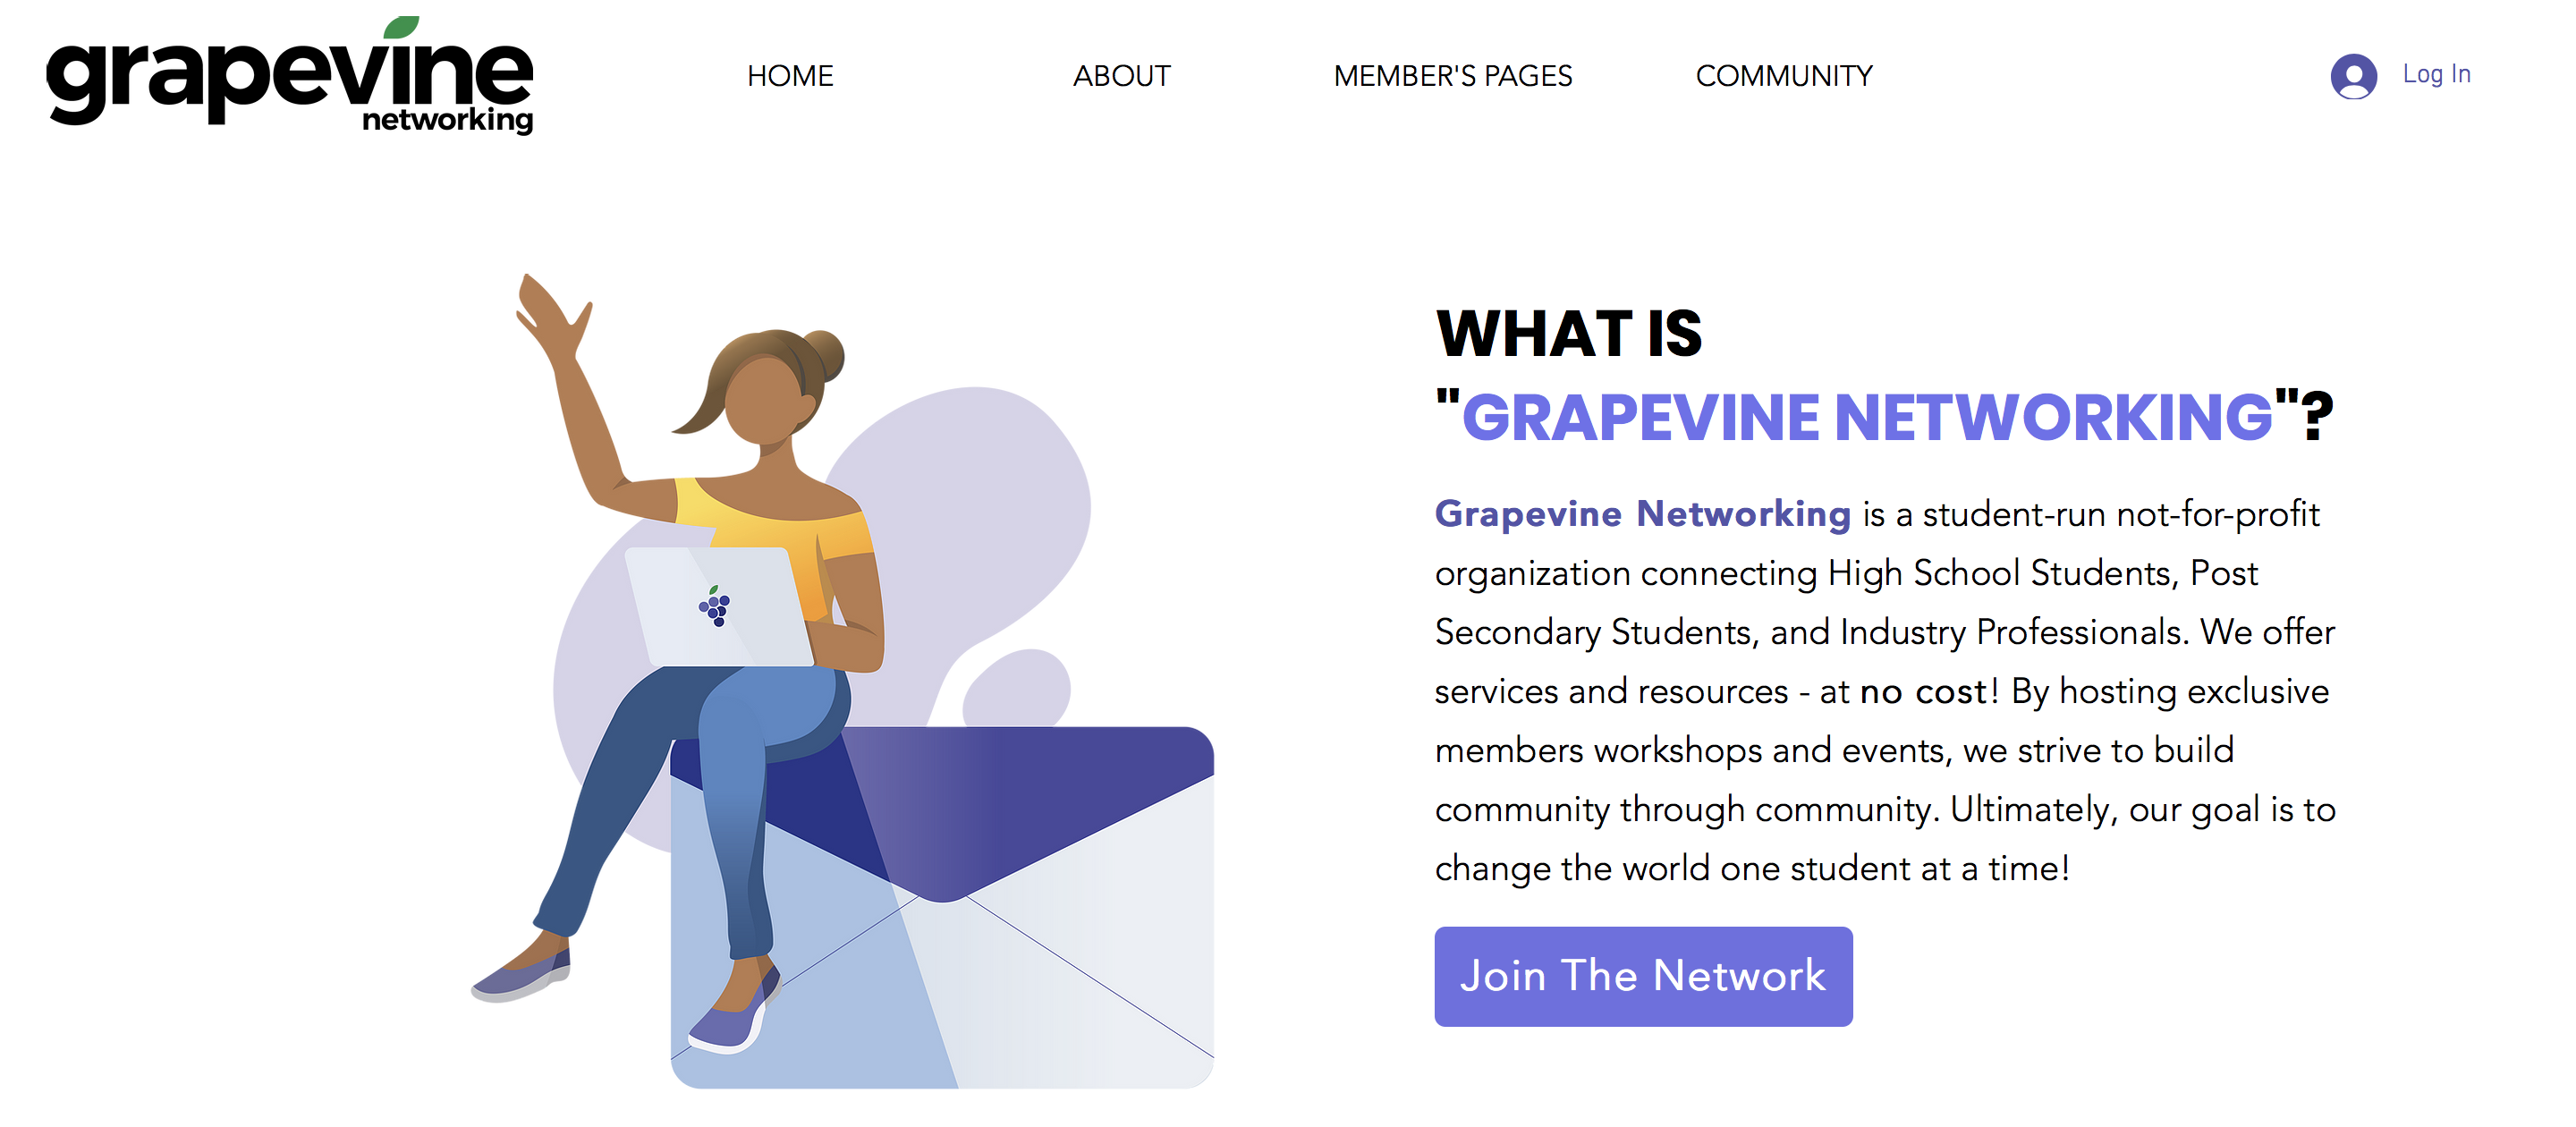 grapevine
networking
HOME
ABOUT
MEMBER'S PAGES
COMMUNITY
Log In
WHAT IS
"GRAPEVINE NETWORKING"?
Grapevine Networking is a student-run not-for-profit
organization connecting High School Students, Post
Secondary Students, and Industry Professionals. We offer
services and resources - at no cost! By hosting exclusive
members workshops and events, we strive to build
community through community. Ultimately, our goal is to
change the world one student at a time!
Join The Network